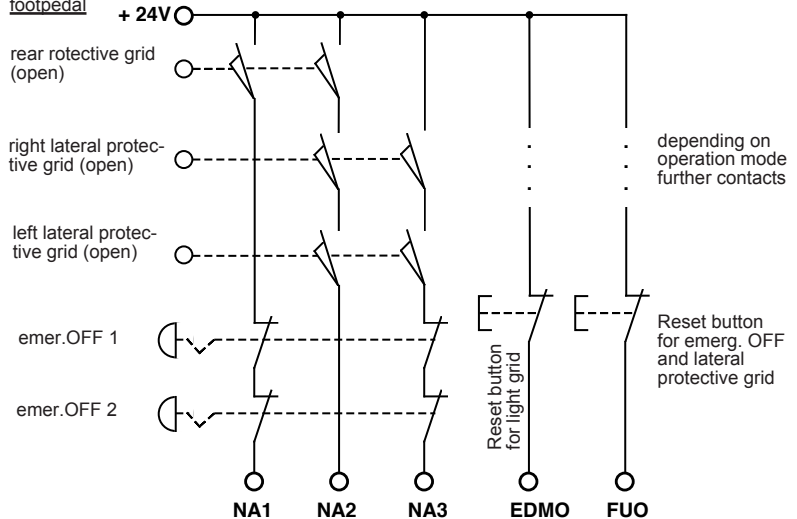 footpedal
+ 24V
rear rotective grid
(open)
right lateral protec-
tive grid (open)
depending on
operation mode
further contacts
left lateral protec-
tive grid (open)
emer.OFF 1
Reset button
for light grid
Reset button
for emerg. OFF
and lateral
protective grid
emer.OFF 2
NA1 NA2 NA3 EDMO FUO